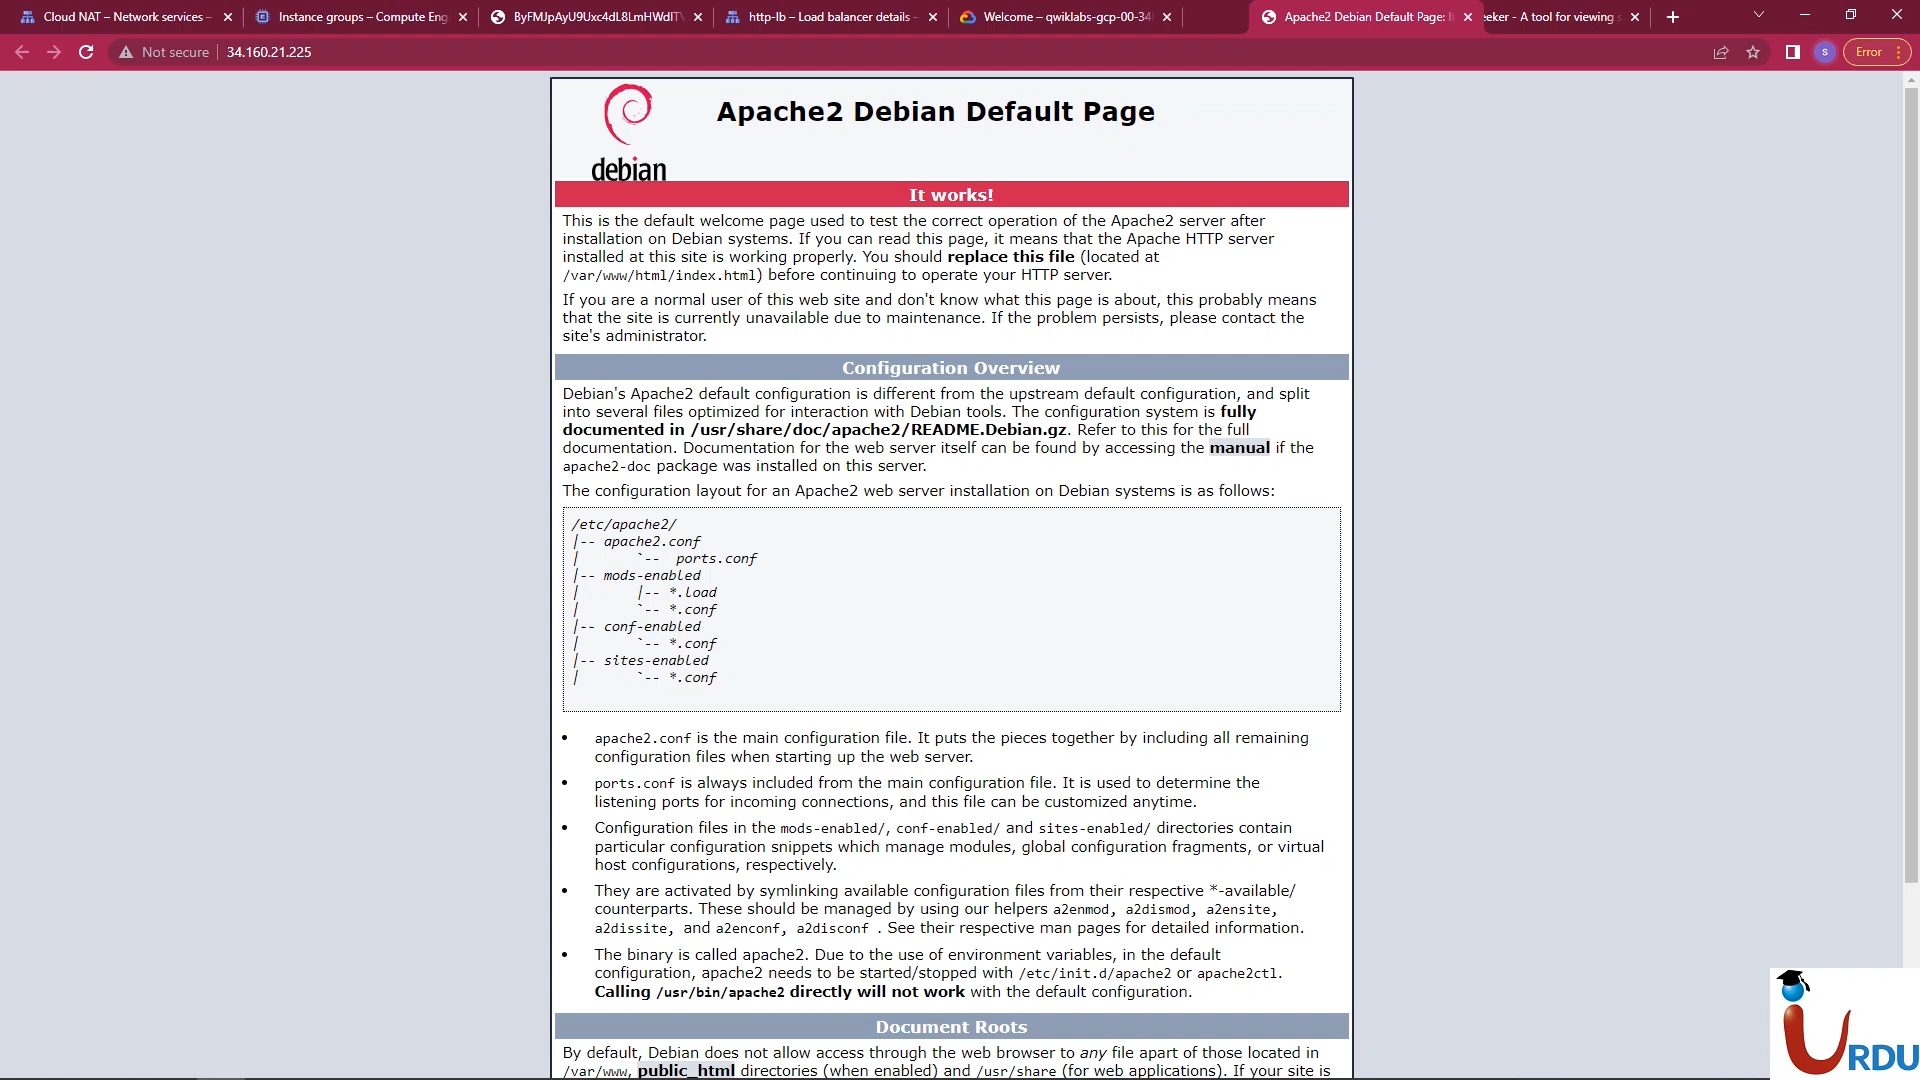 Cloud NAT – Network services –
Instance groups – Compute Eng
ByFMJpAyU9Uxc4dL8LmHWdIT
http-lb – Load balancer details –
Welcome – qwiklabs-gcp-00-34
Apache2 Debian Default Page: I
eker - A tool for viewing s
Not secure
34.160.21.225
S
Error
debian
Apache2 Debian Default Page
It works!
This is the default welcome page used to test the correct operation of the Apache2 server after
installation on Debian systems. If you can read this page, it means that the Apache HTTP server
installed at this site is working properly. You should replace this file (located at
/var/www/html/index.html) before continuing to operate your HTTP server.
If you are a normal user of this web site and don't know what this page is about, this probably means
that the site is currently unavailable due to maintenance. If the problem persists, please contact the
site's administrator.
Configuration Overview
Debian's Apache2 default configuration is different from the upstream default configuration, and split
into several files optimized for interaction with Debian tools. The configuration system is fully
documented in /usr/share/doc/apache2/README.Debian.gz. Refer to this for the full
documentation. Documentation for the web server itself can be found by accessing the manual if the
apache2-doc package was installed on this server.
The configuration layout for an Apache2 web server installation on Debian systems is as follows:
/etc/apache2/
|-- apache2.conf
|       `--  ports.conf
|-- mods-enabled
|       |-- *.load
|       `-- *.conf
|-- conf-enabled
|       `-- *.conf
|-- sites-enabled
|       `-- *.conf
• apache2.conf is the main configuration file. It puts the pieces together by including all remaining
configuration files when starting up the web server.
• ports.conf is always included from the main configuration file. It is used to determine the
listening ports for incoming connections, and this file can be customized anytime.
• Configuration files in the mods-enabled/, conf-enabled/ and sites-enabled/ directories contain
particular configuration snippets which manage modules, global configuration fragments, or virtual
host configurations, respectively.
• They are activated by symlinking available configuration files from their respective *-available/
counterparts. These should be managed by using our helpers a2enmod, a2dismod, a2ensite,
a2dissite, and a2enconf, a2disconf . See their respective man pages for detailed information.
• The binary is called apache2. Due to the use of environment variables, in the default
configuration, apache2 needs to be started/stopped with /etc/init.d/apache2 or apache2ctl.
Calling /usr/bin/apache2 directly will not work with the default configuration.
Document Roots
By default, Debian does not allow access through the web browser to any file apart of those located in
/var/www, public_html directories (when enabled) and /usr/share (for web applications). If your site is
iURDU